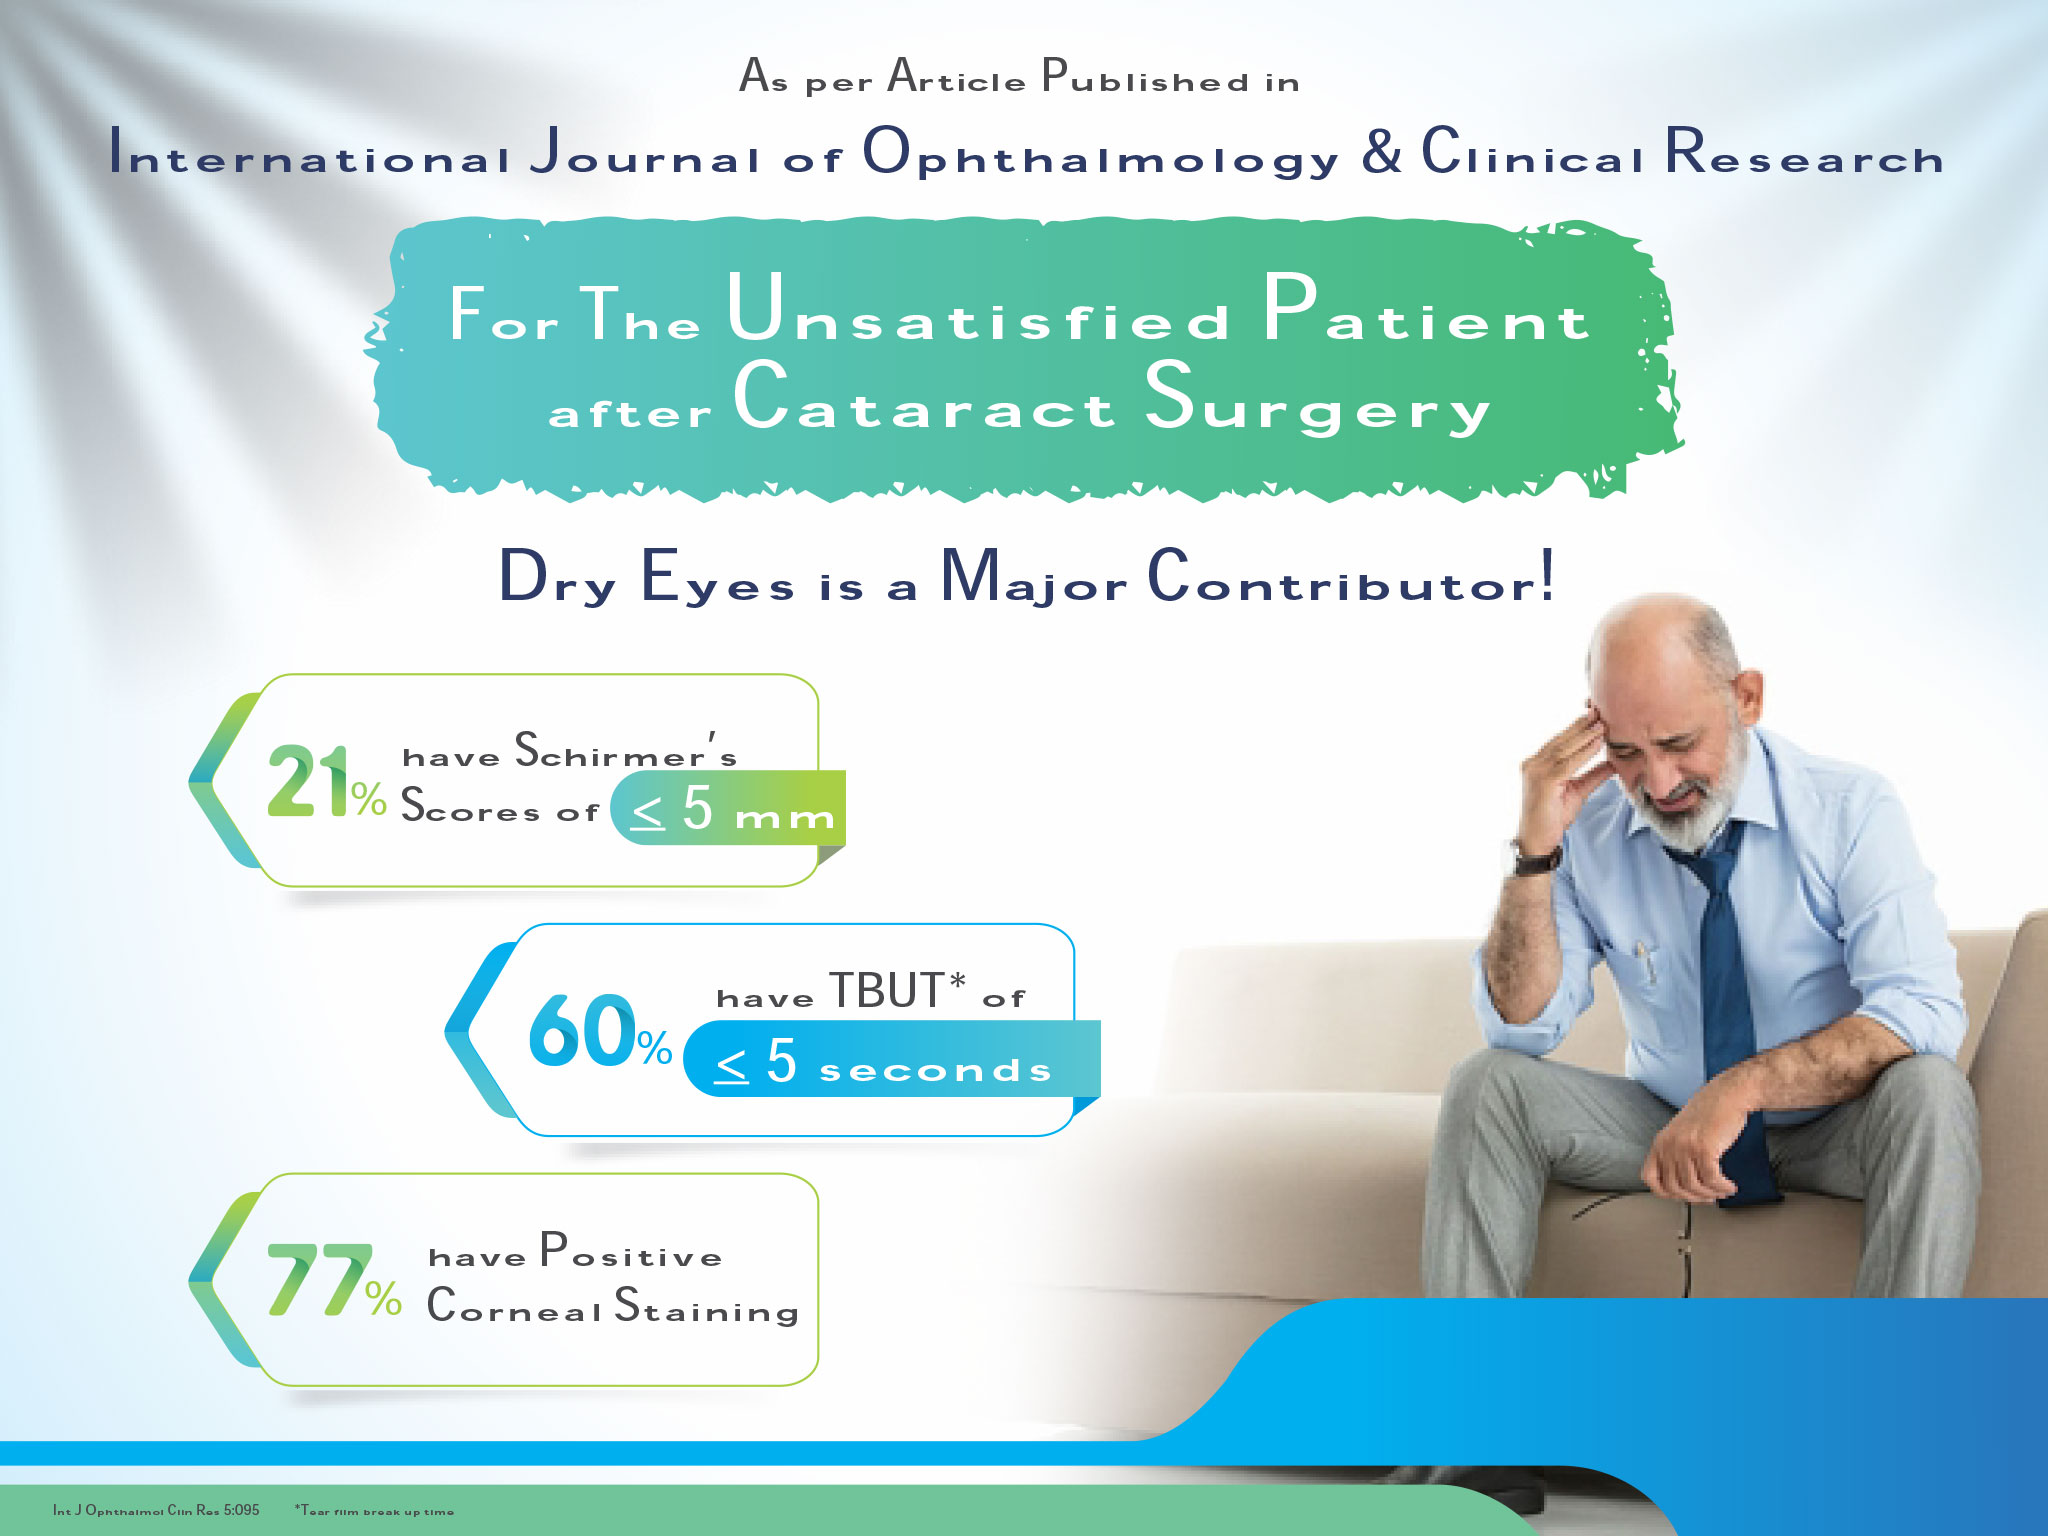 As per Article Published in
International Journal of Ophthalmology & Clinical Research
For The Unsatisfied Patient
after Cataract Surgery
Dry Eyes is a Major Contributor!
21% have Schirmer's
Scores of ≤ 5 mm
60% have TBUT* of
≤ 5 seconds
77% have Positive
Corneal Staining
Int J Ophthalmol Clin Res 5:095 *Tear film break up time